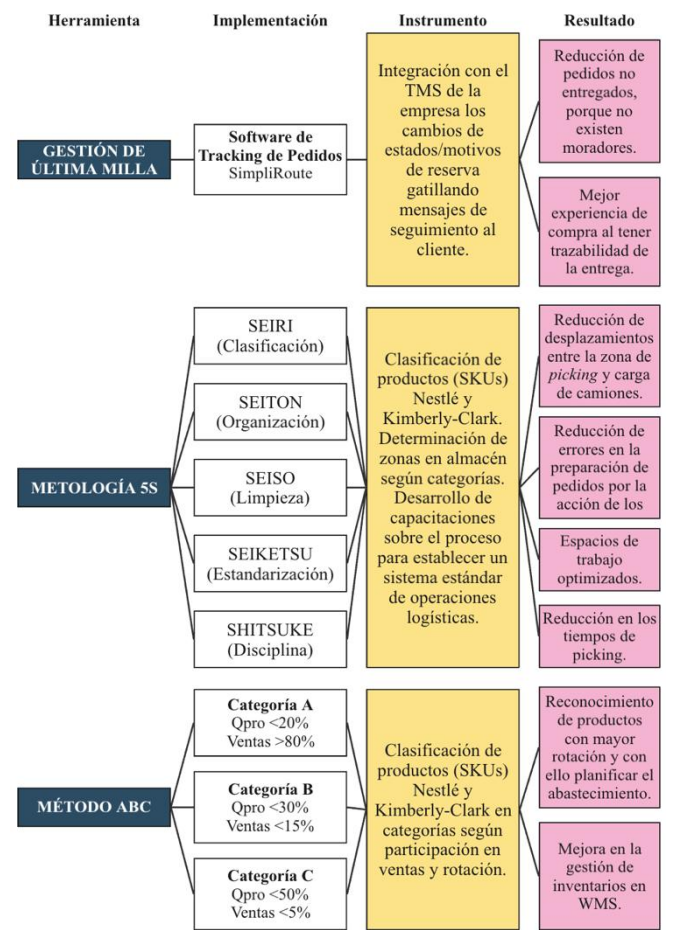 Herramienta
Implementación
Instrumento
Resultado
GESTIÓN DE
ÚLTIMA MILLA
Software de
Tracking de Pedidos
SimpliRoute
Integración con el
TMS de la
empresa los
cambios de
estados/motivos
de reserva
gatillando
mensajes de
seguimiento al
cliente.
Reducción de
pedidos no
entregados,
porque no
existen
moradores.
Mejor
experiencia de
compra al tener
trazabilidad de
la entrega.
METOLOGÍA 5S
SEIRI
(Clasificación)
SEITON
(Organización)
SEISO
(Limpieza)
SEIKETSU
(Estandarización)
SHITSUKE
(Disciplina)
Clasificación de
productos (SKUs)
Nestlé y
Kimberly-Clark.
Determinación de
zonas en almacén
según categorías.
Desarrollo de
capacitaciones
sobre el proceso
para establecer un
sistema estándar
de operaciones
logísticas.
Reducción de
desplazamientos
entre la zona de
picking y carga
de camiones.
Reducción de
errores en la
preparación de
pedidos por la
acción de los
Espacios de
trabajo
optimizados.
Reducción en los
tiempos de
picking.
MÉTODO ABC
Categoría A
Qpro <20%
Ventas >80%
Categoría B
Qpro <30%
Ventas <15%
Categoría C
Qpro <50%
Ventas <5%
Clasificación de
productos (SKUs)
Nestlé y
Kimberly-Clark en
categorías según
participación en
ventas y rotación.
Reconocimiento
de productos
con mayor
rotación y con
ello planificar el
abastecimiento.
Mejora en la
gestión de
inventarios en
WMS.